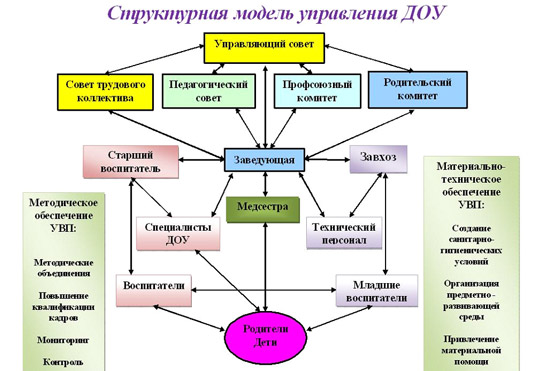 Структурная модель управления ДОУ
Управляющий совет
Совет трудового
коллектива
Педагогический
совет
Профсоюзный
комитет
Родительский
комитет
Старший
воспитатель
Заведующая
Завхоз
Методическое
обеспечение
УВП:
Методические
объединения
Повышение
квалификации
кадров
Мониторинг
Контроль
Медсестра
Специалисты
ДОУ
Технический
персонал
Воспитатели
Младшие
воспитатели
Родители
Дети
Материально-
техническое
обеспечение
УВП:
Создание
санитарно-
гигиенических
условий
Организация
предметно-
развивающей
среды
Привлечение
материальной
помощи